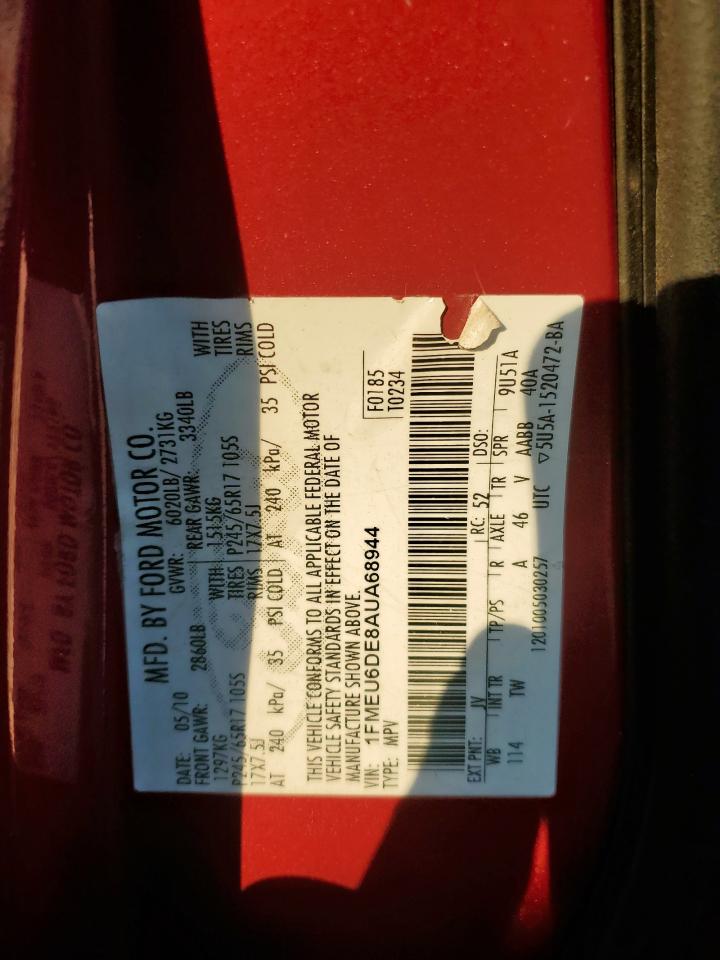 MFD. BY FORD MOTOR CO.
DATE: 05/10 GVWR: 6020LB/ 2731KG
FRONT GAWR: 2860LB REAR GAWR: 3340LB
1297KG WITH 1515KG WITH
P245/65R17 105S TIRES P245/65R17 105S TIRES
17X7.5J RIMS 17X7.5J RIMS
AT 240 kPa/ 35 PSI COLD AT 240 kPa/ 35 PSI COLD
THIS VEHICLE CONFORMS TO ALL APPLICABLE FEDERAL MOTOR
VEHICLE SAFETY STANDARDS IN EFFECT ON THE DATE OF
MANUFACTURE SHOWN ABOVE.
VIN: 1FMEU6DE8AUA68944 F0185
TYPE: MPV T0234
EXT PNT: JV RC: 52 DSO:
WB INT TR TP/PS R AXLE TR SPR 9U51A
114 TW A 46 V AABB 40A
1201005030257 UTC ▽5U5A-1520472-BA